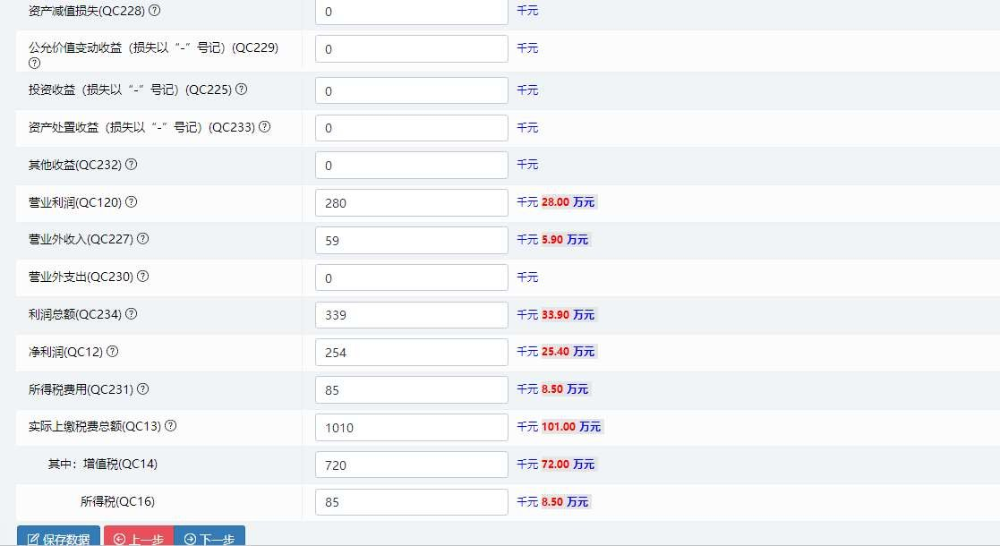 资产减值损失(QC228) ? 0 千元
公允价值变动收益（损失以“-”号记）(QC229) ? 0 千元
投资收益（损失以“-”号记）(QC225) ? 0 千元
资产处置收益（损失以“-”号记）(QC233) ? 0 千元
其他收益(QC232) ? 0 千元
营业利润(QC120) ? 280 千元 28.00 万元
营业外收入(QC227) ? 59 千元 5.90 万元
营业外支出(QC230) ? 0 千元
利润总额(QC234) ? 339 千元 33.90 万元
净利润(QC12) ? 254 千元 25.40 万元
所得税费用(QC231) ? 85 千元 8.50 万元
实际上缴税费总额(QC13) ? 1010 千元 101.00 万元
其中：增值税(QC14) 720 千元 72.00 万元
所得税(QC16) 85 千元 8.50 万元
保存数据 上一步 下一步